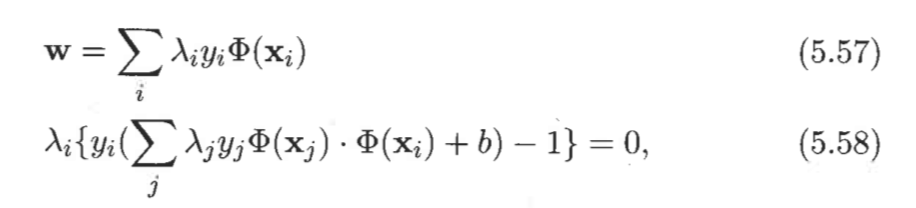 w = ∑_i λ_i y_i Φ(x_i) (5.57)
λ_i{y_i(∑_j λ_j y_j Φ(x_j) · Φ(x_i) + b) − 1} = 0, (5.58)